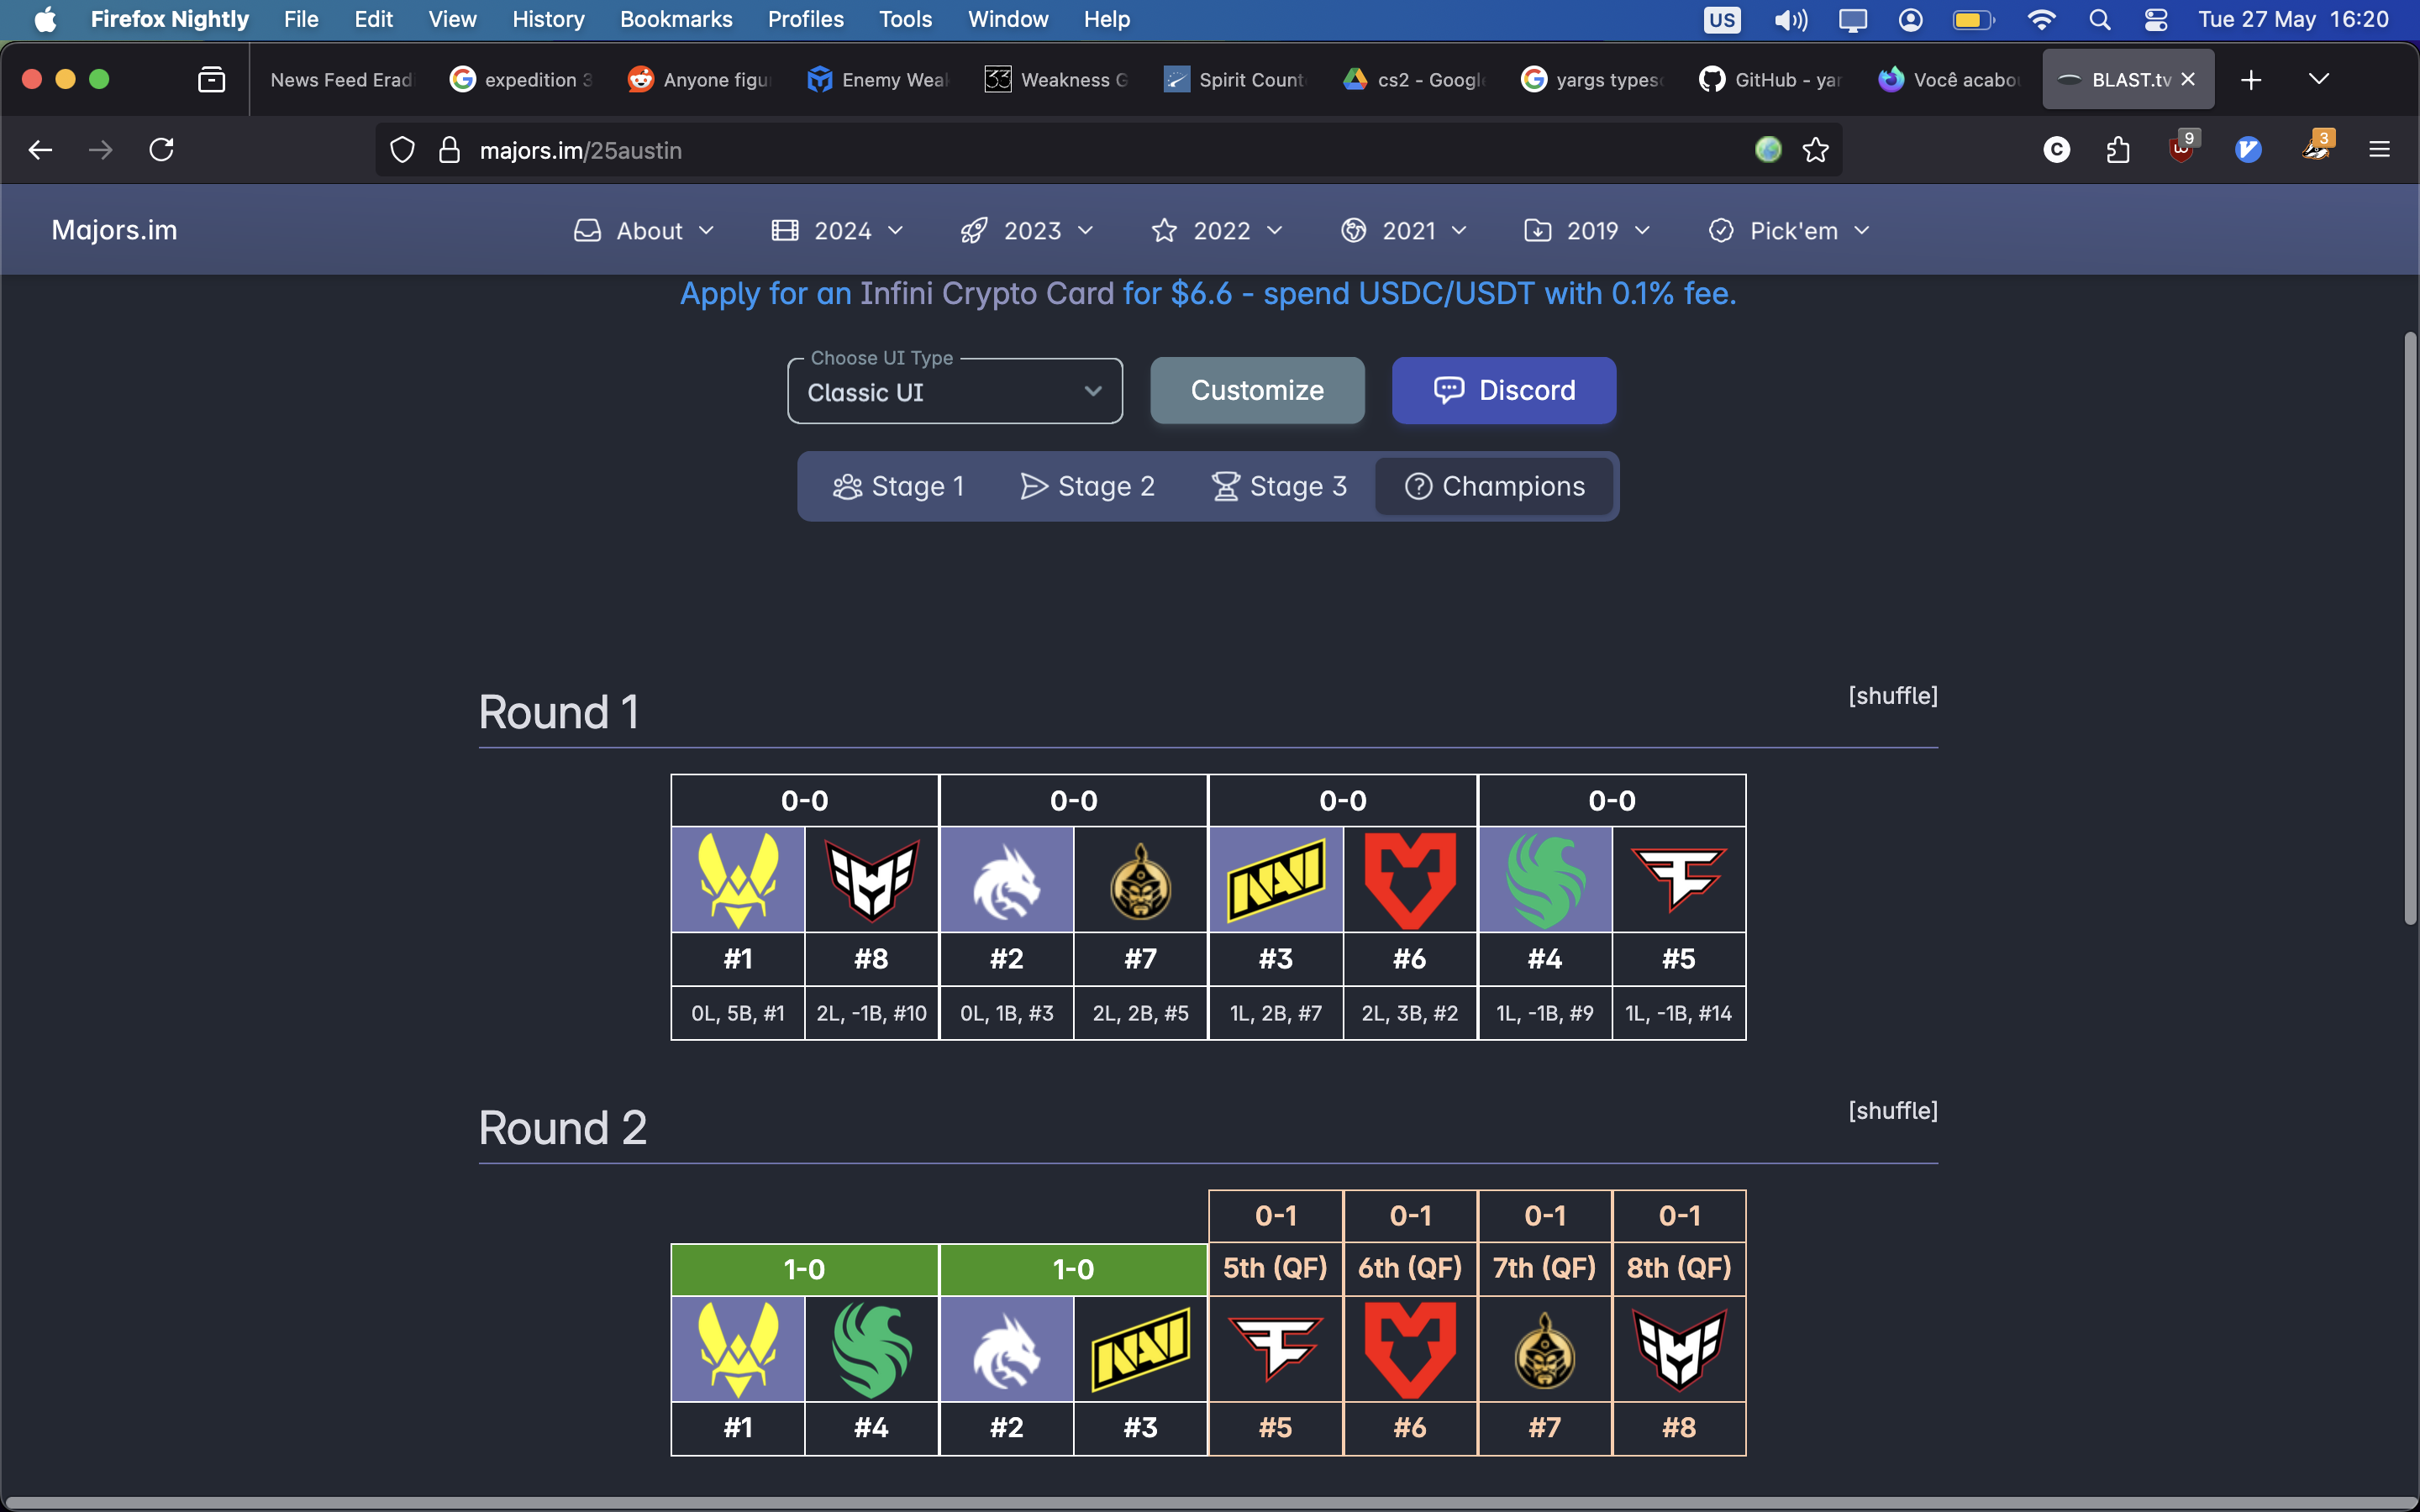 Firefox Nightly File Edit View History Bookmarks Profiles Tools Window Help US Tue 27 May 16:20
News Feed Erad expedition 3 Anyone figu Enemy Weal 33 Weakness G Spirit Count cs2 - Google yargs types GitHub - yar Você acabou BLAST.tv
majors.im/25austin C 9 3
Majors.im About 2024 2023 2022 2021 2019 Pick'em
Apply for an Infini Crypto Card for $6.6 - spend USDC/USDT with 0.1% fee.
Choose UI Type
Classic UI Customize Discord
Stage 1 Stage 2 Stage 3 Champions
Round 1 [shuffle]
0-0 0-0 0-0 0-0
NAVI
#1 #8 #2 #7 #3 #6 #4 #5
0L, 5B, #1 2L, -1B, #10 0L, 1B, #3 2L, 2B, #5 1L, 2B, #7 2L, 3B, #2 1L, -1B, #9 1L, -1B, #14
Round 2 [shuffle]
0-1 0-1 0-1 0-1
1-0 1-0 5th (QF) 6th (QF) 7th (QF) 8th (QF)
NAVI
#1 #4 #2 #3 #5 #6 #7 #8